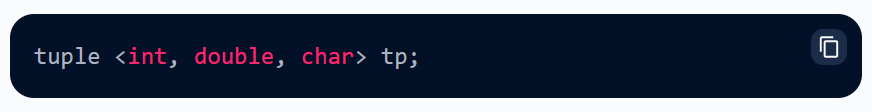 tuple <int, double, char> tp;